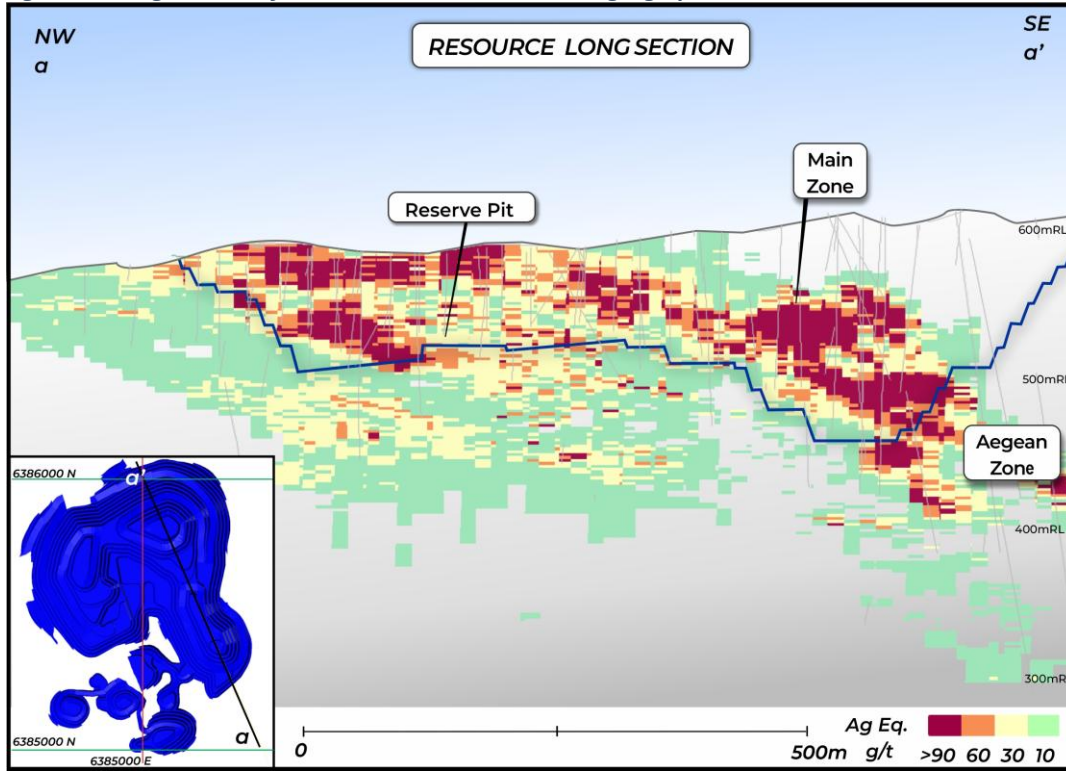 NW
a
RESOURCE LONG SECTION
SE
a'
Main
Zone
Reserve Pit
600mRL
500mRL
Aegean
Zone
400mRL
300mRL
6386000 N
a'
6385000 N
a
6385000 E
0
500m
Ag Eq.
g/t
>90 60 30 10